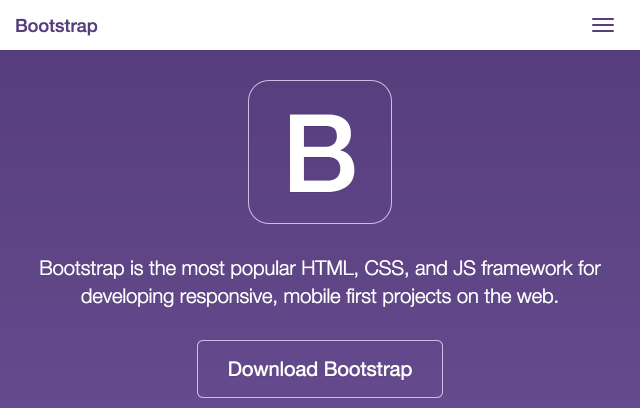 Bootstrap
B
Bootstrap is the most popular HTML, CSS, and JS framework for
developing responsive, mobile first projects on the web.
Download Bootstrap